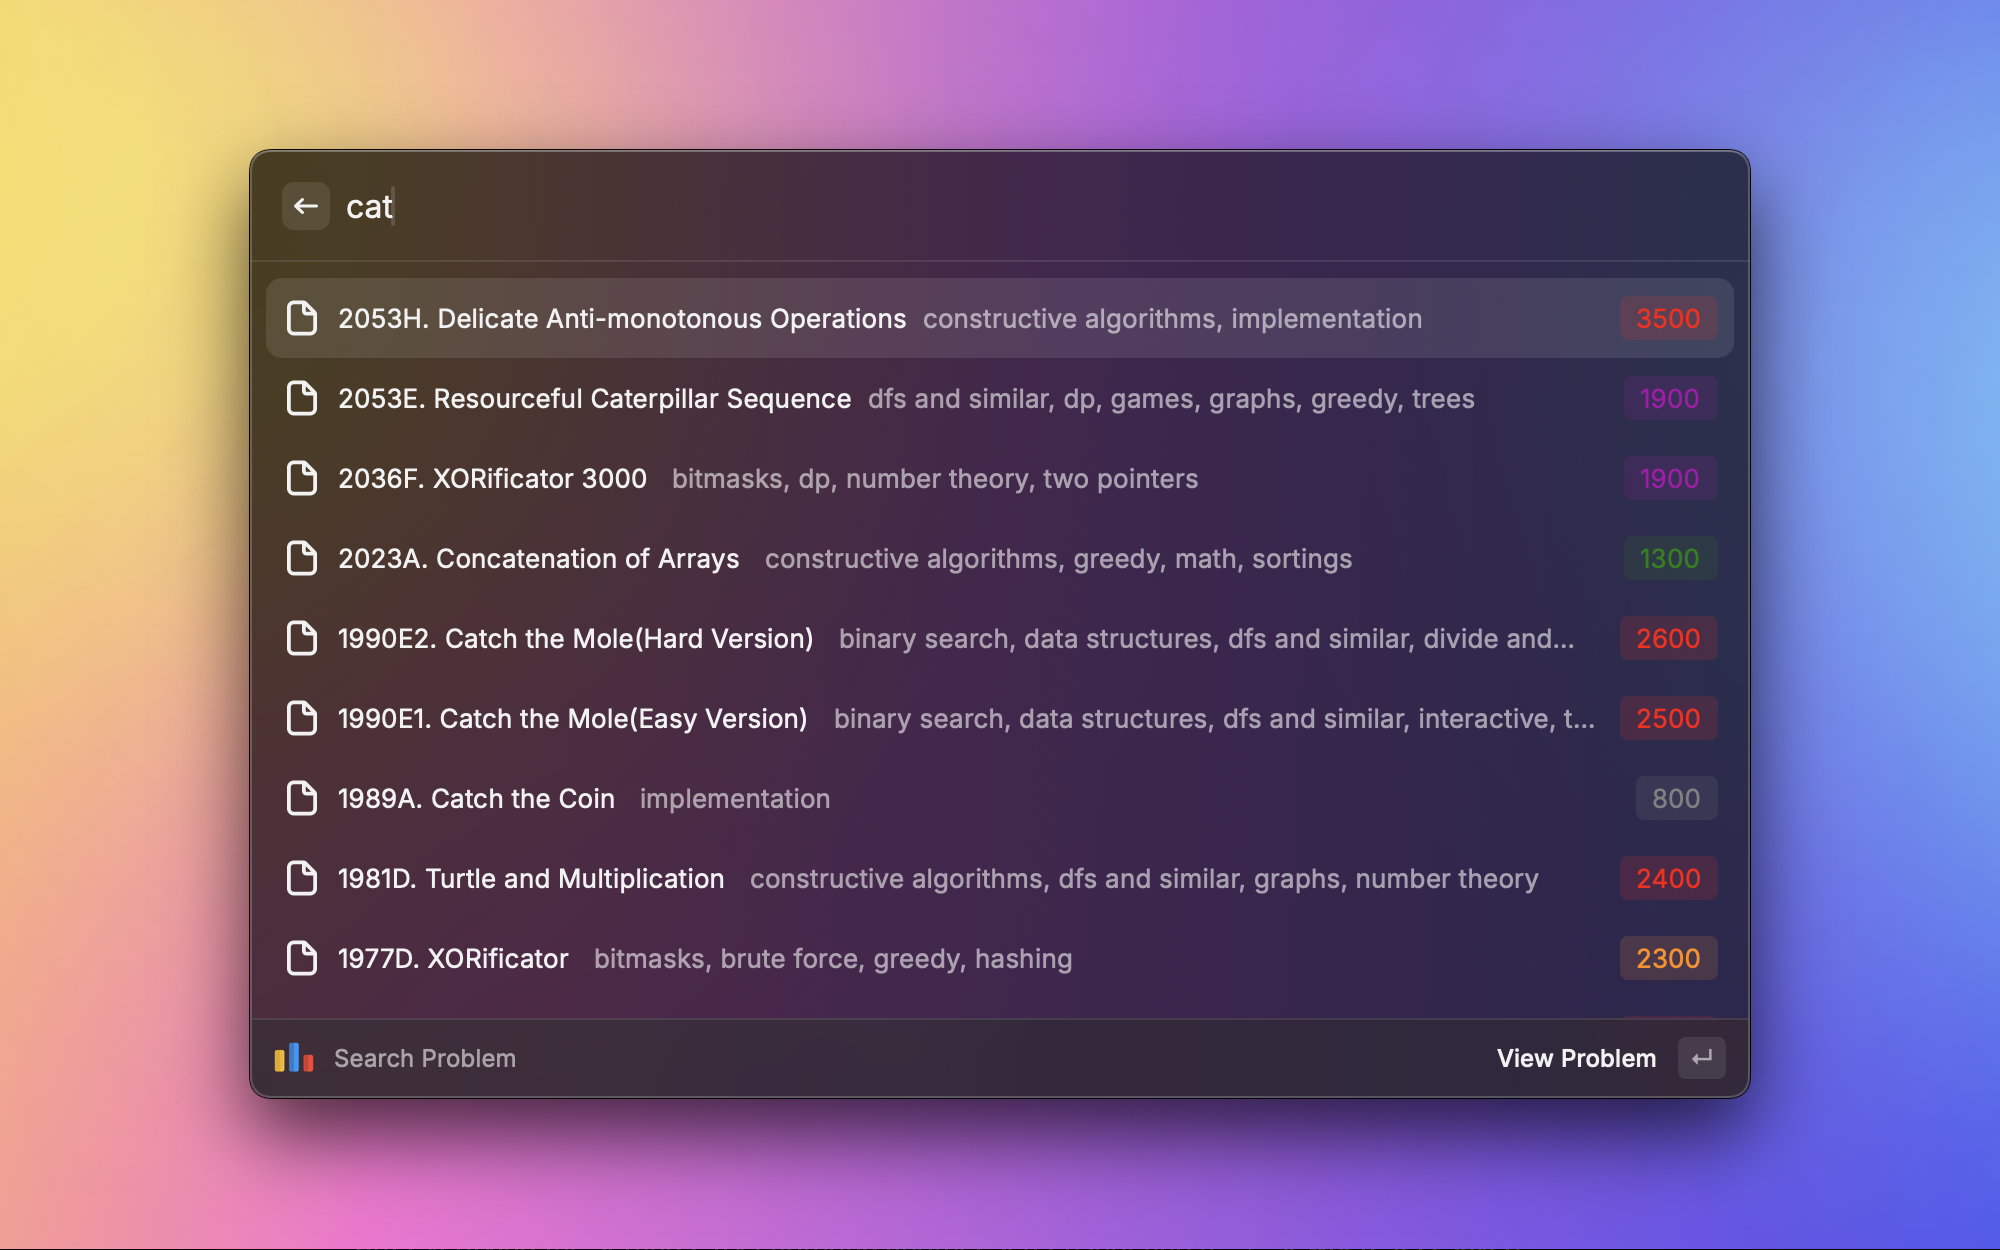 cat
2053H. Delicate Anti-monotonous Operations constructive algorithms, implementation 3500
2053E. Resourceful Caterpillar Sequence dfs and similar, dp, games, graphs, greedy, trees 1900
2036F. XORificator 3000 bitmasks, dp, number theory, two pointers 1900
2023A. Concatenation of Arrays constructive algorithms, greedy, math, sortings 1300
1990E2. Catch the Mole(Hard Version) binary search, data structures, dfs and similar, divide and... 2600
1990E1. Catch the Mole(Easy Version) binary search, data structures, dfs and similar, interactive, t... 2500
1989A. Catch the Coin implementation 800
1981D. Turtle and Multiplication constructive algorithms, dfs and similar, graphs, number theory 2400
1977D. XORificator bitmasks, brute force, greedy, hashing 2300
Search Problem View Problem